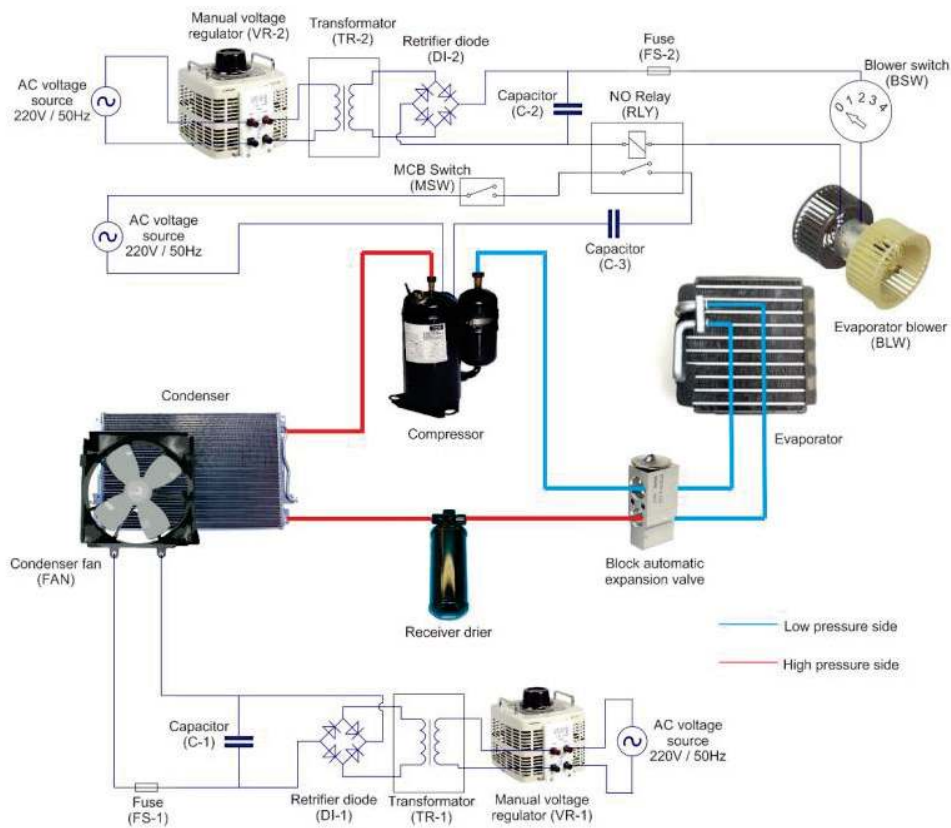 Manual voltage
regulator (VR-2)
Transformator
(TR-2)
Retrifier diode
(DI-2)
Fuse
(FS-2)
Blower switch
(BSW)
AC voltage
source
220V / 50Hz
Capacitor
(C-2)
NO Relay
(RLY)
0 1 2 3 4
MCB Switch
(MSW)
AC voltage
source
220V / 50Hz
Capacitor
(C-3)
Evaporator blower
(BLW)
Condenser
Compressor
Evaporator
Condenser fan
(FAN)
Block automatic
expansion valve
Receiver drier
Low pressure side
High pressure side
Capacitor
(C-1)
AC voltage
source
220V / 50Hz
Fuse
(FS-1)
Retrifier diode
(DI-1)
Transformator
(TR-1)
Manual voltage
regulator (VR-1)